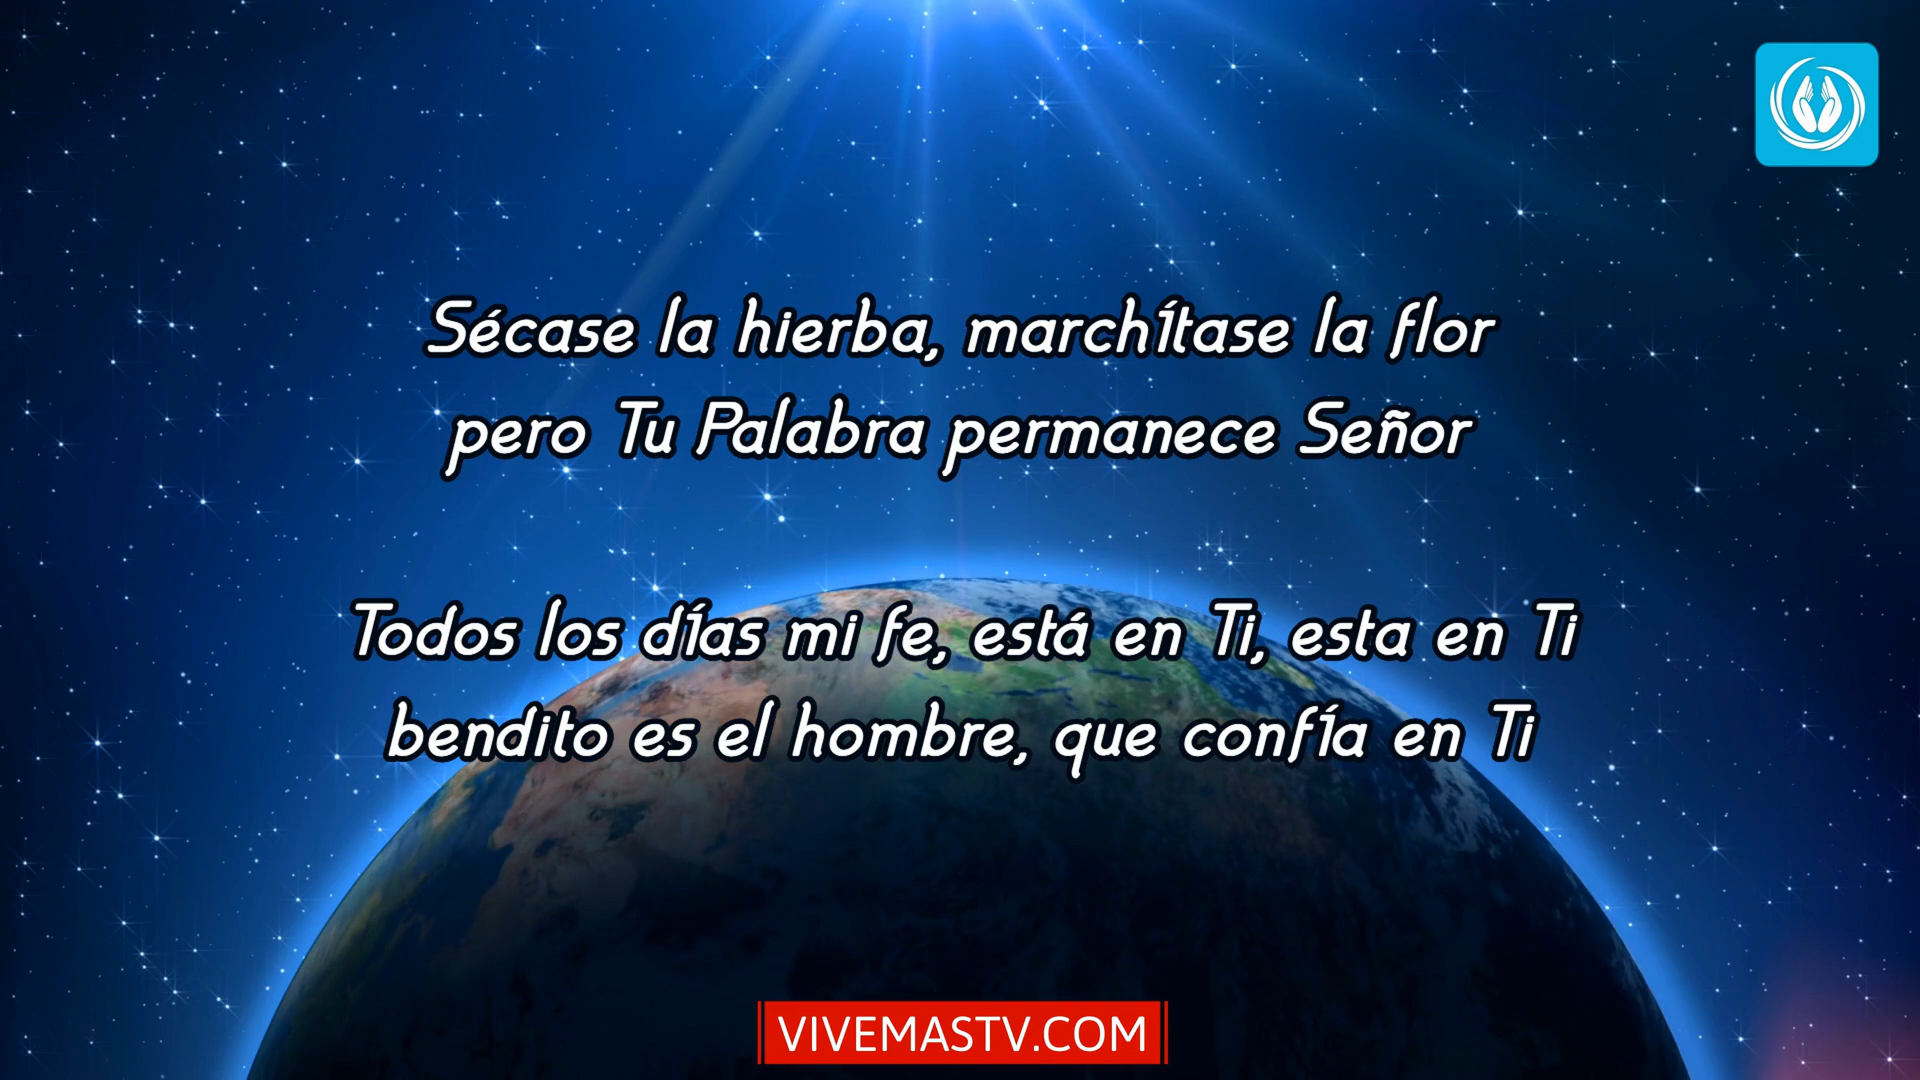 Sécase la hierba, marchítase la flor
pero Tu Palabra permanece Señor
Todos los días mi fe, está en Ti, esta en Ti
bendito es el hombre, que confía en Ti
VIVEMASTV.COM